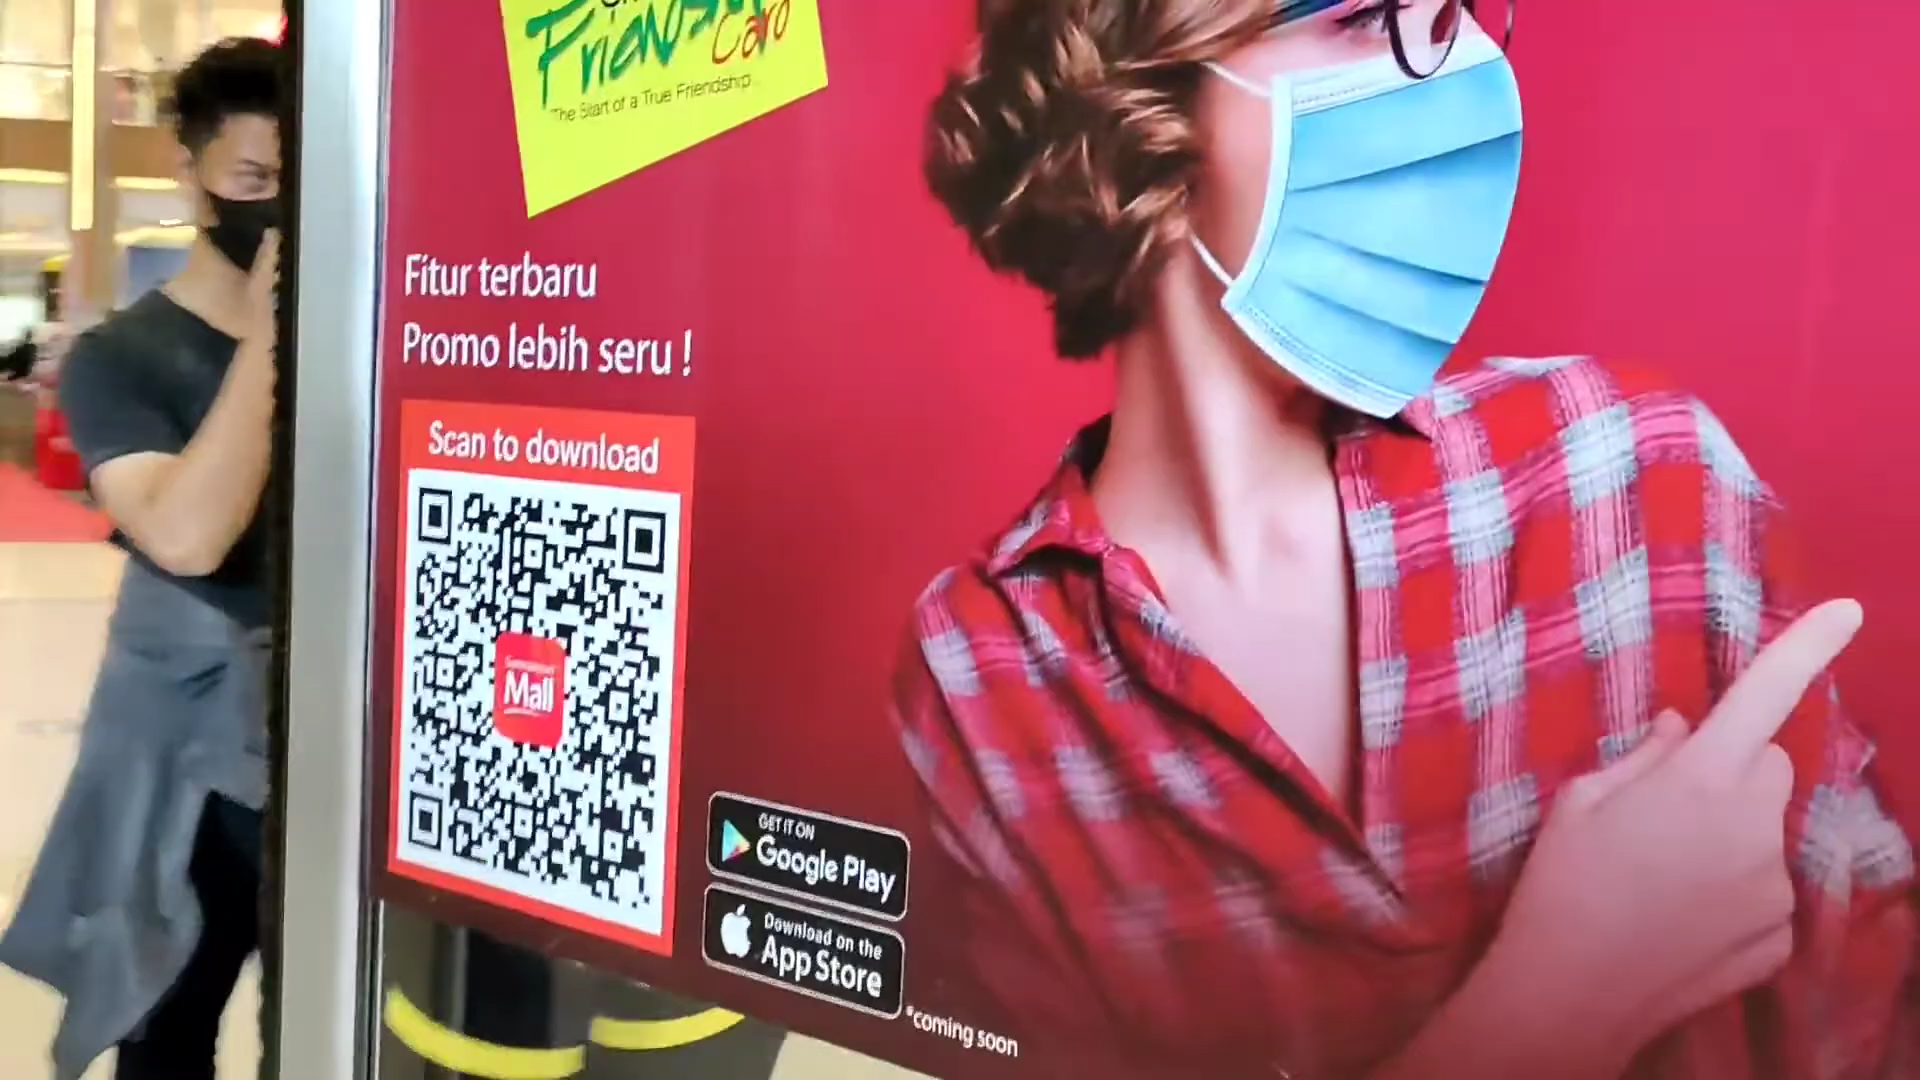 Friendship
Card
The Start of a True Friendship...
Fitur terbaru
Promo lebih seru !
Scan to download
Mall
GET IT ON
Google Play
Download on the
App Store
*coming soon